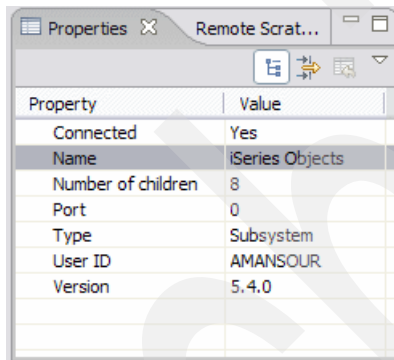 Properties Remote Scrat...
Property Value
Connected Yes
Name iSeries Objects
Number of children 8
Port 0
Type Subsystem
User ID AMANSOUR
Version 5.4.0